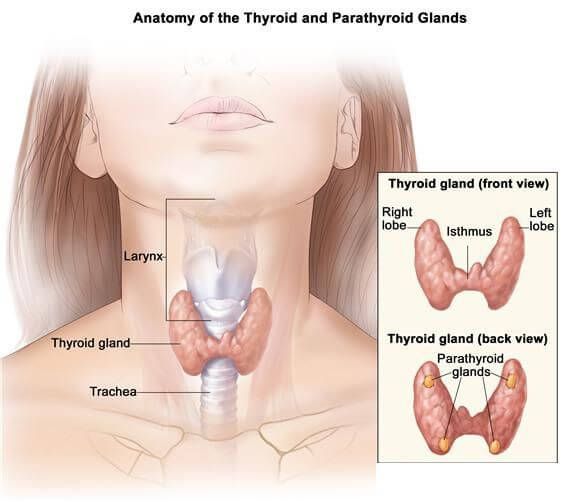 Anatomy of the Thyroid and Parathyroid Glands
Larynx
Thyroid gland
Trachea
Thyroid gland (front view)
Right
lobe
Isthmus
Left
lobe
Thyroid gland (back view)
Parathyroid
glands